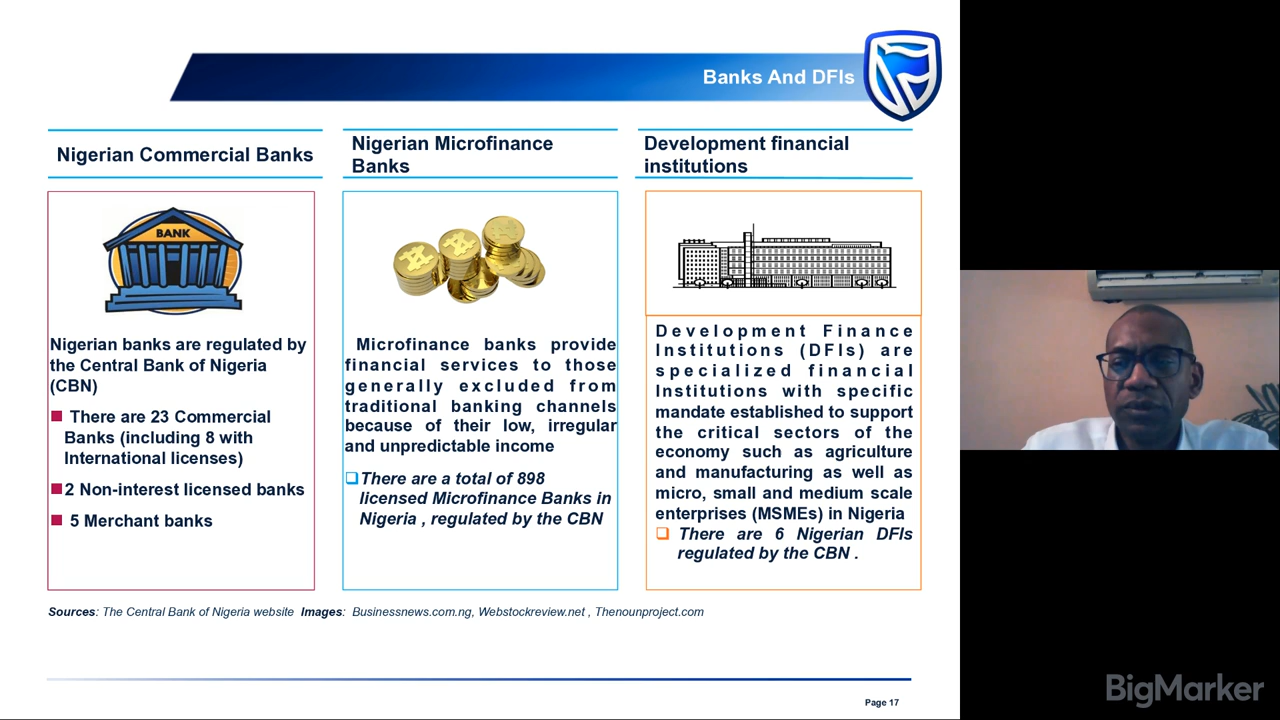 Banks And DFIs
Nigerian Commercial Banks
BANK
Nigerian banks are regulated by
the Central Bank of Nigeria
(CBN)
There are 23 Commercial
Banks (including 8 with
International licenses)
2 Non-interest licensed banks
5 Merchant banks
Nigerian Microfinance
Banks
Microfinance banks provide
financial services to those
generally excluded from
traditional banking channels
because of their low, irregular
and unpredictable income
There are a total of 898
licensed Microfinance Banks in
Nigeria , regulated by the CBN
Development financial
institutions
Development Finance
Institutions (DFIs) are
specialized financial
Institutions with specific
mandate established to support
the critical sectors of the
economy such as agriculture
and manufacturing as well as
micro, small and medium scale
enterprises (MSMEs) in Nigeria
There are 6 Nigerian DFIs
regulated by the CBN .
Sources: The Central Bank of Nigeria website Images: Businessnews.com.ng, Webstockreview.net , Thenounproject.com
Page 17
BigMarker